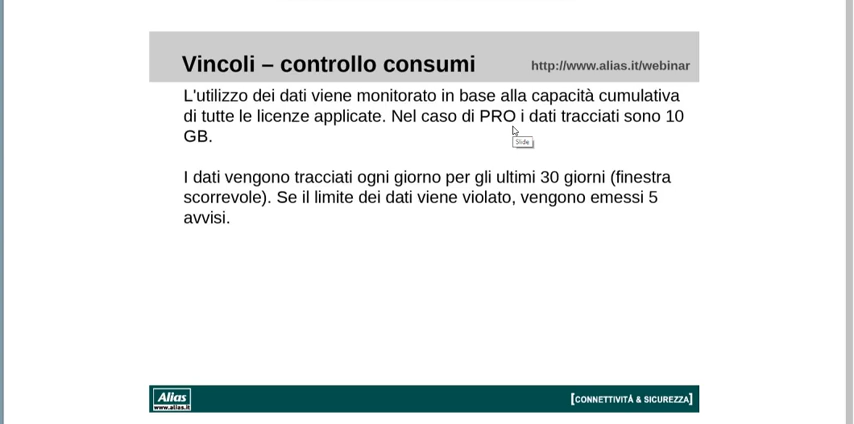 Vincoli – controllo consumi
http://www.alias.it/webinar
L'utilizzo dei dati viene monitorato in base alla capacità cumulativa
di tutte le licenze applicate. Nel caso di PRO i dati tracciati sono 10
GB.
Slide
I dati vengono tracciati ogni giorno per gli ultimi 30 giorni (finestra
scorrevole). Se il limite dei dati viene violato, vengono emessi 5
avvisi.
Alias
www.alias.it
[CONNETTIVITÀ & SICUREZZA]